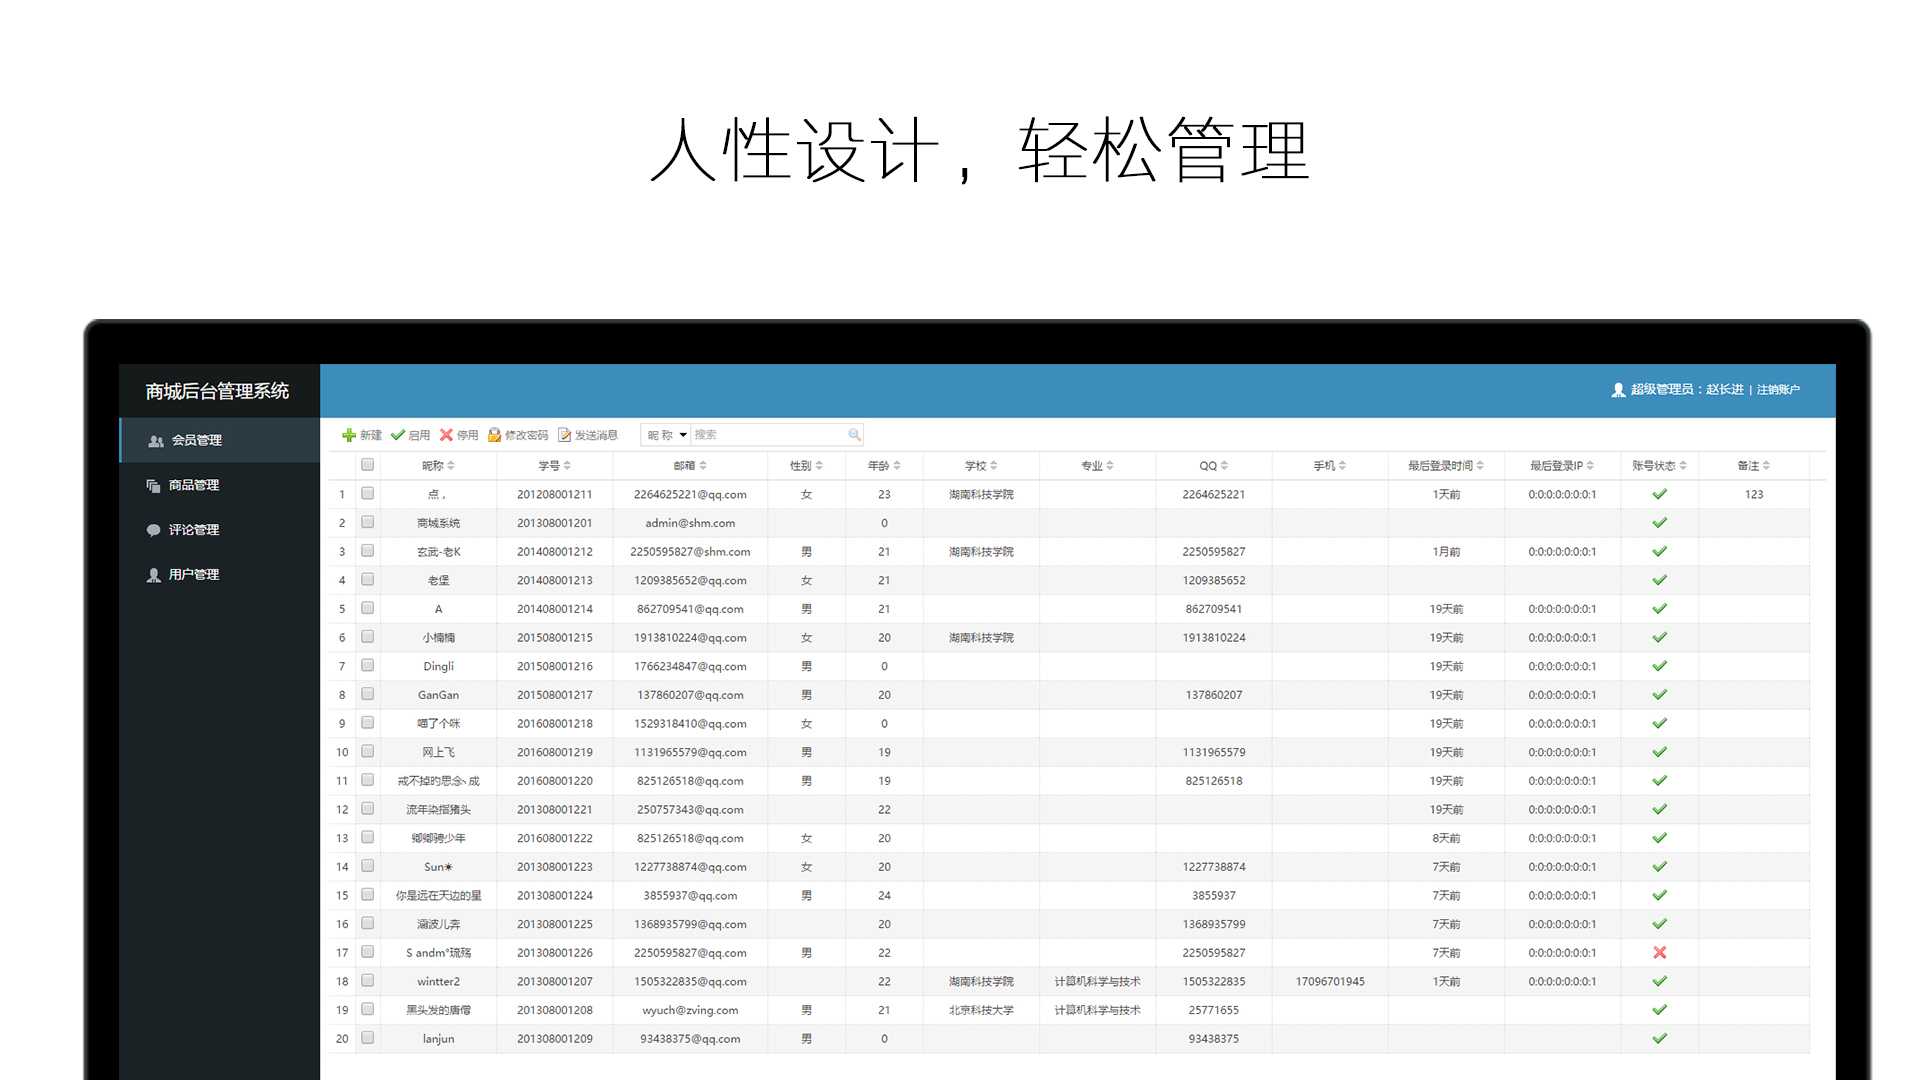 人性设计，轻松管理
商城后台管理系统
超级管理员：赵长进 | 注销账户
会员管理
商品管理
评论管理
用户管理
新建 启用 停用 修改密码 发送消息 昵 称 搜索
昵称 学号 邮箱 性别 年龄 学校 专业 QQ 手机 最后登录时间 最后登录IP 账号状态 备注
1 点， 201208001211 2264625221@qq.com 女 23 湖南科技学院 2264625221 1天前 0:0:0:0:0:0:0:1 123
2 商城系统 201308001201 admin@shm.com 0
3 玄武-老K 201408001212 2250595827@shm.com 男 21 湖南科技学院 2250595827 1月前 0:0:0:0:0:0:0:1
4 老堡 201408001213 1209385652@qq.com 女 21 1209385652
5 A 201408001214 862709541@qq.com 男 21 862709541 19天前 0:0:0:0:0:0:0:1
6 小楠楠 201508001215 1913810224@qq.com 女 20 湖南科技学院 1913810224 19天前 0:0:0:0:0:0:0:1
7 Dingli 201508001216 1766234847@qq.com 男 0 19天前 0:0:0:0:0:0:0:1
8 GanGan 201508001217 137860207@qq.com 男 20 137860207 19天前 0:0:0:0:0:0:0:1
9 喵了个咪 201608001218 1529318410@qq.com 女 0 19天前 0:0:0:0:0:0:0:1
10 网上飞 201608001219 1131965579@qq.com 男 19 1131965579 19天前 0:0:0:0:0:0:0:1
11 戒不掉旳思念、成 201608001220 825126518@qq.com 男 19 825126518 19天前 0:0:0:0:0:0:0:1
12 流年染指猪头 201308001221 250757343@qq.com 22 19天前 0:0:0:0:0:0:0:1
13 201608001222 825126518@qq.com 女 20 8天前 0:0:0:0:0:0:0:1
14 Sun☀ 201308001223 1227738874@qq.com 女 20 1227738874 7天前 0:0:0:0:0:0:0:1
15 你是远在天边的星 201308001224 3855937@qq.com 男 24 3855937 7天前 0:0:0:0:0:0:0:1
16 201308001225 1368935799@qq.com 20 1368935799 7天前 0:0:0:0:0:0:0:1
17 S andm°琉殇 201308001226 2250595827@qq.com 男 22 2250595827 7天前 0:0:0:0:0:0:0:1
18 wintter2 201308001207 1505322835@qq.com 22 湖南科技学院 计算机科学与技术 1505322835 17096701945 1天前 0:0:0:0:0:0:0:1
19 黑头发的唐僧 201308001208 wyuch@zving.com 男 21 北京科技大学 计算机科学与技术 25771655
20 lanjun 201308001209 93438375@qq.com 男 0 93438375